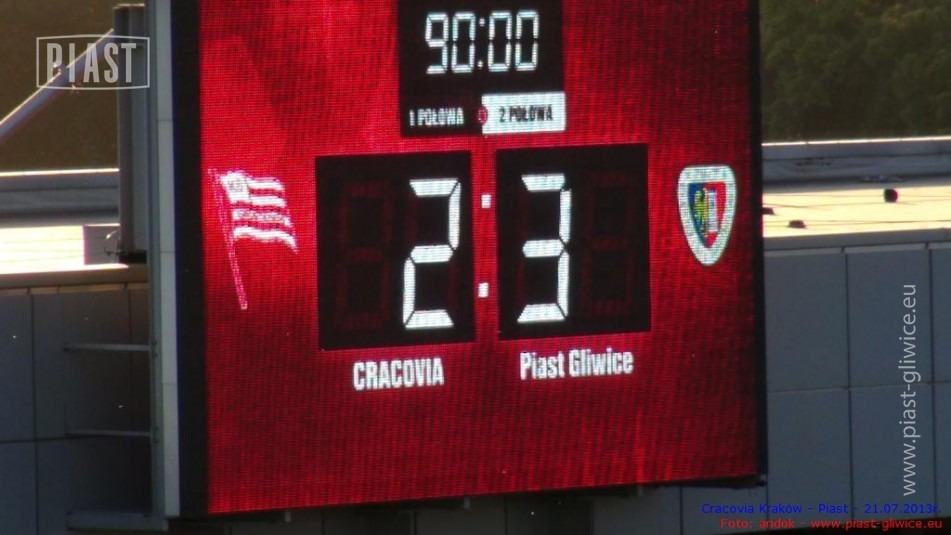 PIAST
90:00
1 POŁOWA 2 POŁOWA
2:3
CRACOVIA Piast Gliwice
www.piast-gliwice.eu
Cracovia Kraków - Piast - 21.07.2013r.
Foto: andok - www.piast-gliwice.eu